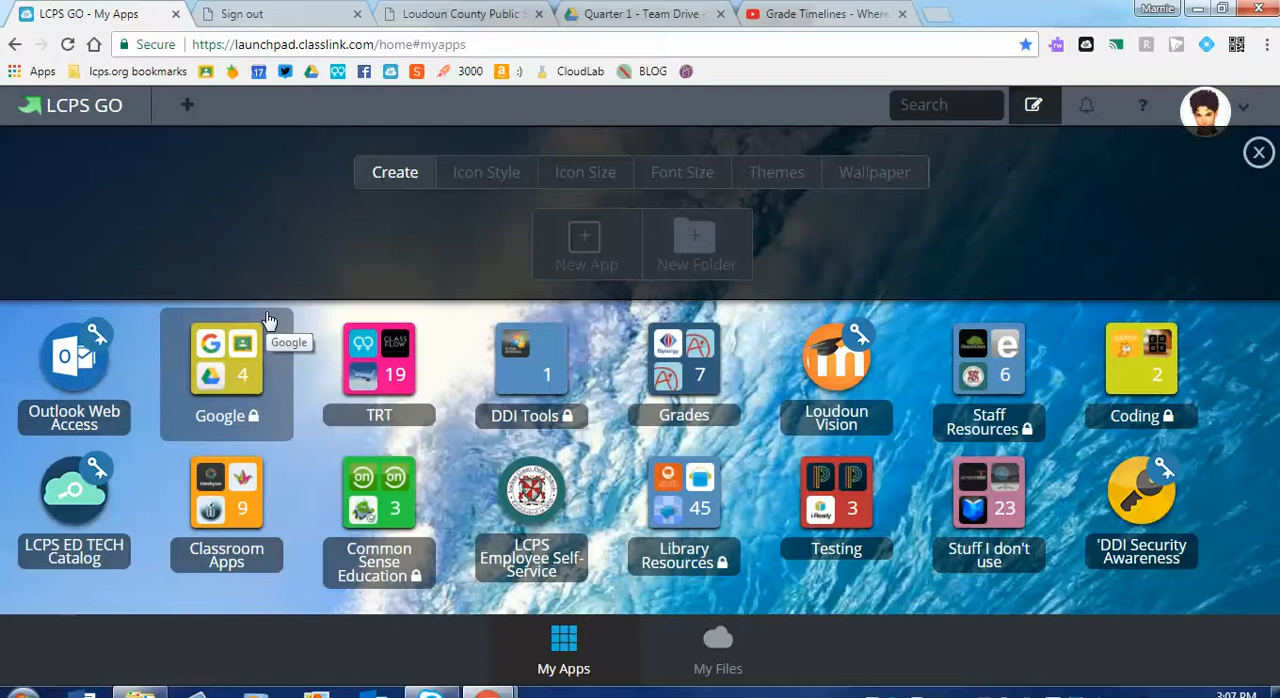 LCPS GO - My Apps
Sign out
Loudoun County Public S
Quarter 1 - Team Drive -
Grade Timelines - Where
Mamie
Secure
https://launchpad.classlink.com/home#myapps
Apps
lcps.org bookmarks
17
3000
:)
CloudLab
BLOG
LCPS GO
Search
Create
Icon Style
Icon Size
Font Size
Themes
Wallpaper
New App
New Folder
Google
4
19
1
7
6
2
Outlook Web Access
Google
TRT
DDI Tools
Grades
Loudoun Vision
Staff Resources
Coding
9
3
45
3
23
LCPS ED TECH Catalog
Classroom Apps
Common Sense Education
LCPS Employee Self-Service
Library Resources
Testing
Stuff I don't use
'DDI Security Awareness
My Apps
My Files
3:07 PM